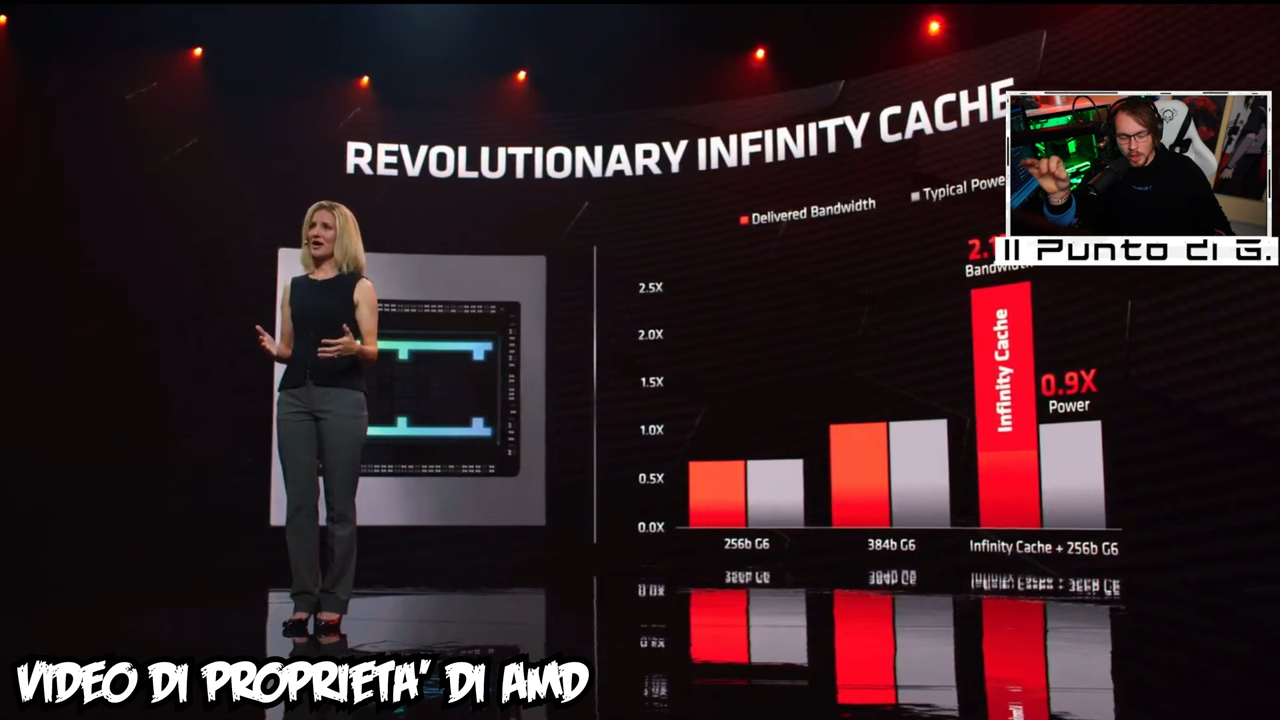 REVOLUTIONARY INFINITY CACHE
Delivered Bandwidth
Typical
Il Punto di G.
Bandwidth
2.5X
2.0X
1.5X
1.0X
0.5X
0.0X
Infinity Cache
0.9X
Power
256b G6
384b G6
Infinity Cache + 256b G6
VIDEO DI PROPRIETA' DI AMD